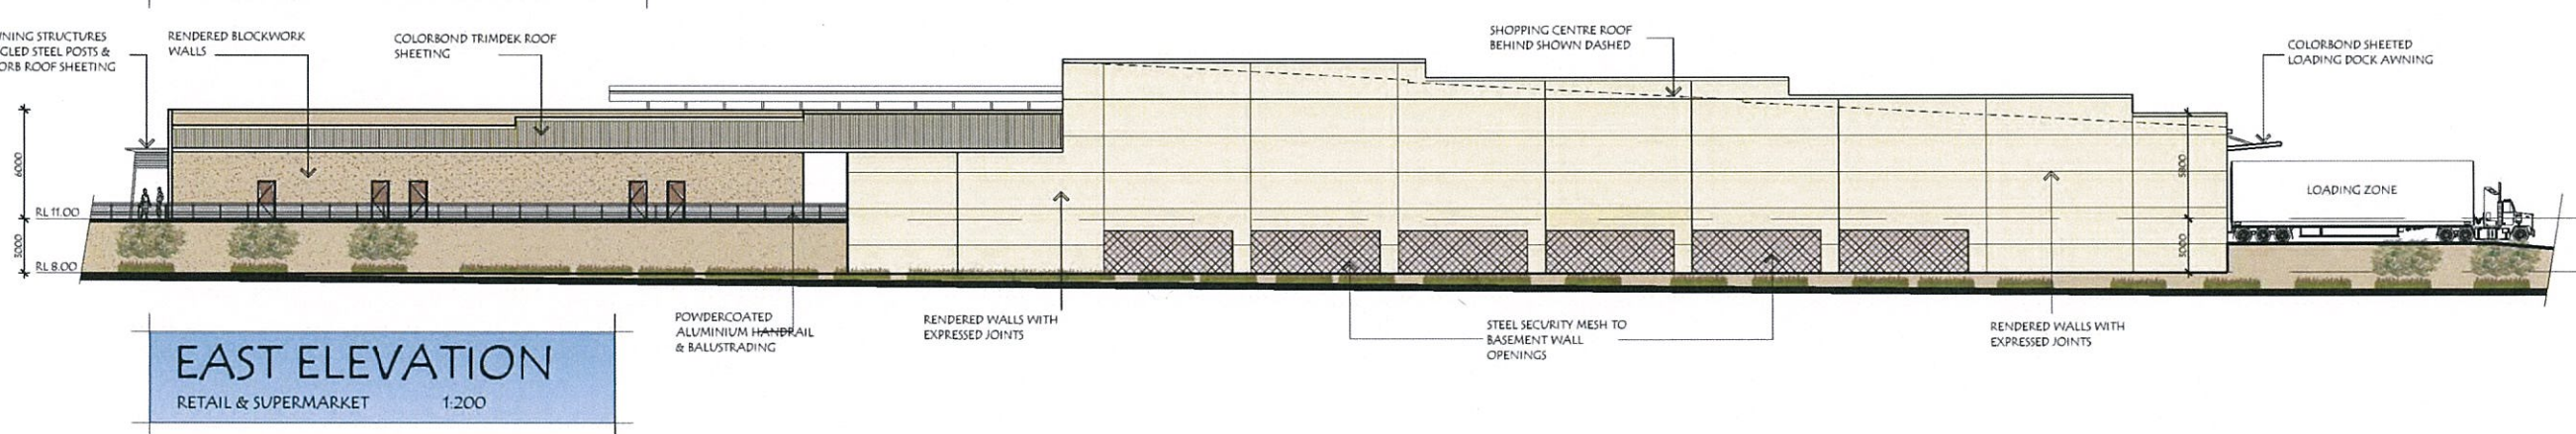 NING STRUCTURES
GLED STEEL POSTS &
ORB ROOF SHEETING
RENDERED BLOCKWORK
WALLS
COLORBOND TRIMDEK ROOF
SHEETING
SHOPPING CENTRE ROOF
BEHIND SHOWN DASHED
COLORBOND SHEETED
LOADING DOCK AWNING
6000
RL 11.00
3000
RL 8.00
5800
3000
LOADING ZONE
POWDERCOATED
ALUMINIUM HANDRAIL
& BALUSTRADING
RENDERED WALLS WITH
EXPRESSED JOINTS
STEEL SECURITY MESH TO
BASEMENT WALL
OPENINGS
RENDERED WALLS WITH
EXPRESSED JOINTS
EAST ELEVATION
RETAIL & SUPERMARKET 1:200